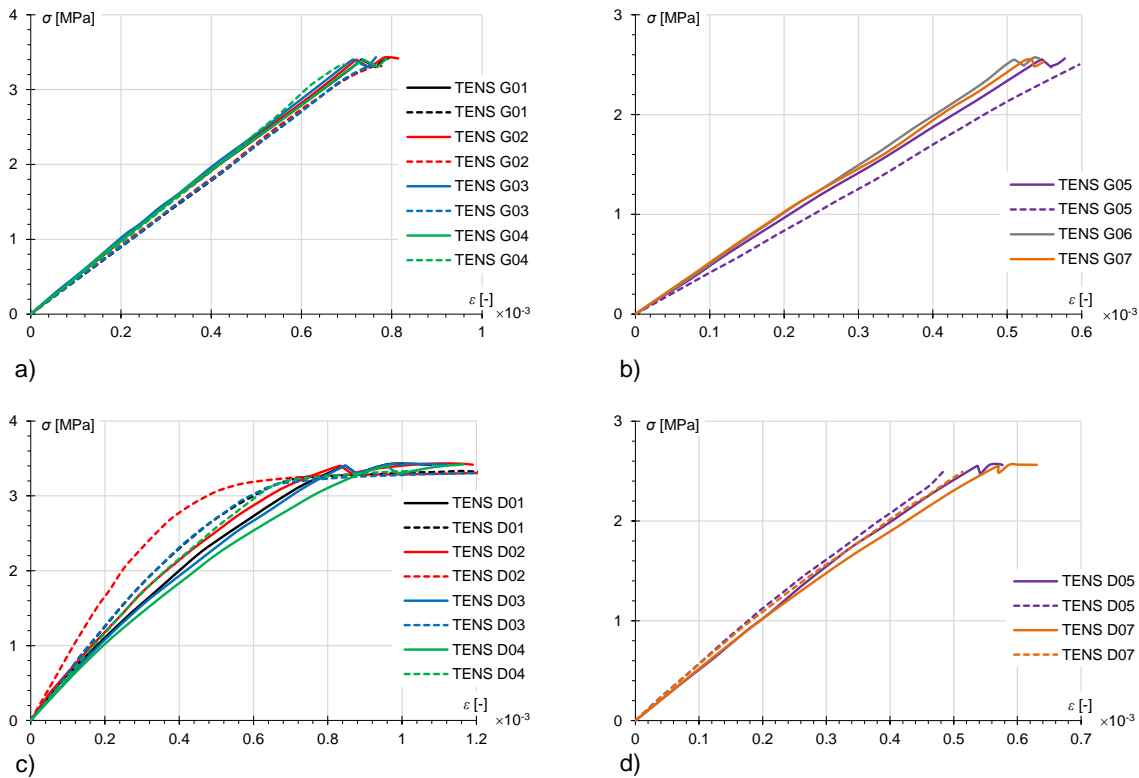 σ [MPa]
4
3
2
1
0
0
0.2
0.4
0.6
0.8
1
ε [-]
×10⁻³
TENS G01
TENS G01
TENS G02
TENS G02
TENS G03
TENS G03
TENS G04
TENS G04
a)
σ [MPa]
3
2
1
0
0
0.1
0.2
0.3
0.4
0.5
0.6
ε [-]
×10⁻³
TENS G05
TENS G05
TENS G06
TENS G07
b)
σ [MPa]
4
3
2
1
0
0
0.2
0.4
0.6
0.8
1
1.2
ε [-]
×10⁻³
TENS D01
TENS D01
TENS D02
TENS D02
TENS D03
TENS D03
TENS D04
TENS D04
c)
σ [MPa]
3
2
1
0
0
0.1
0.2
0.3
0.4
0.5
0.6
0.7
ε [-]
×10⁻³
TENS D05
TENS D05
TENS D07
TENS D07
d)